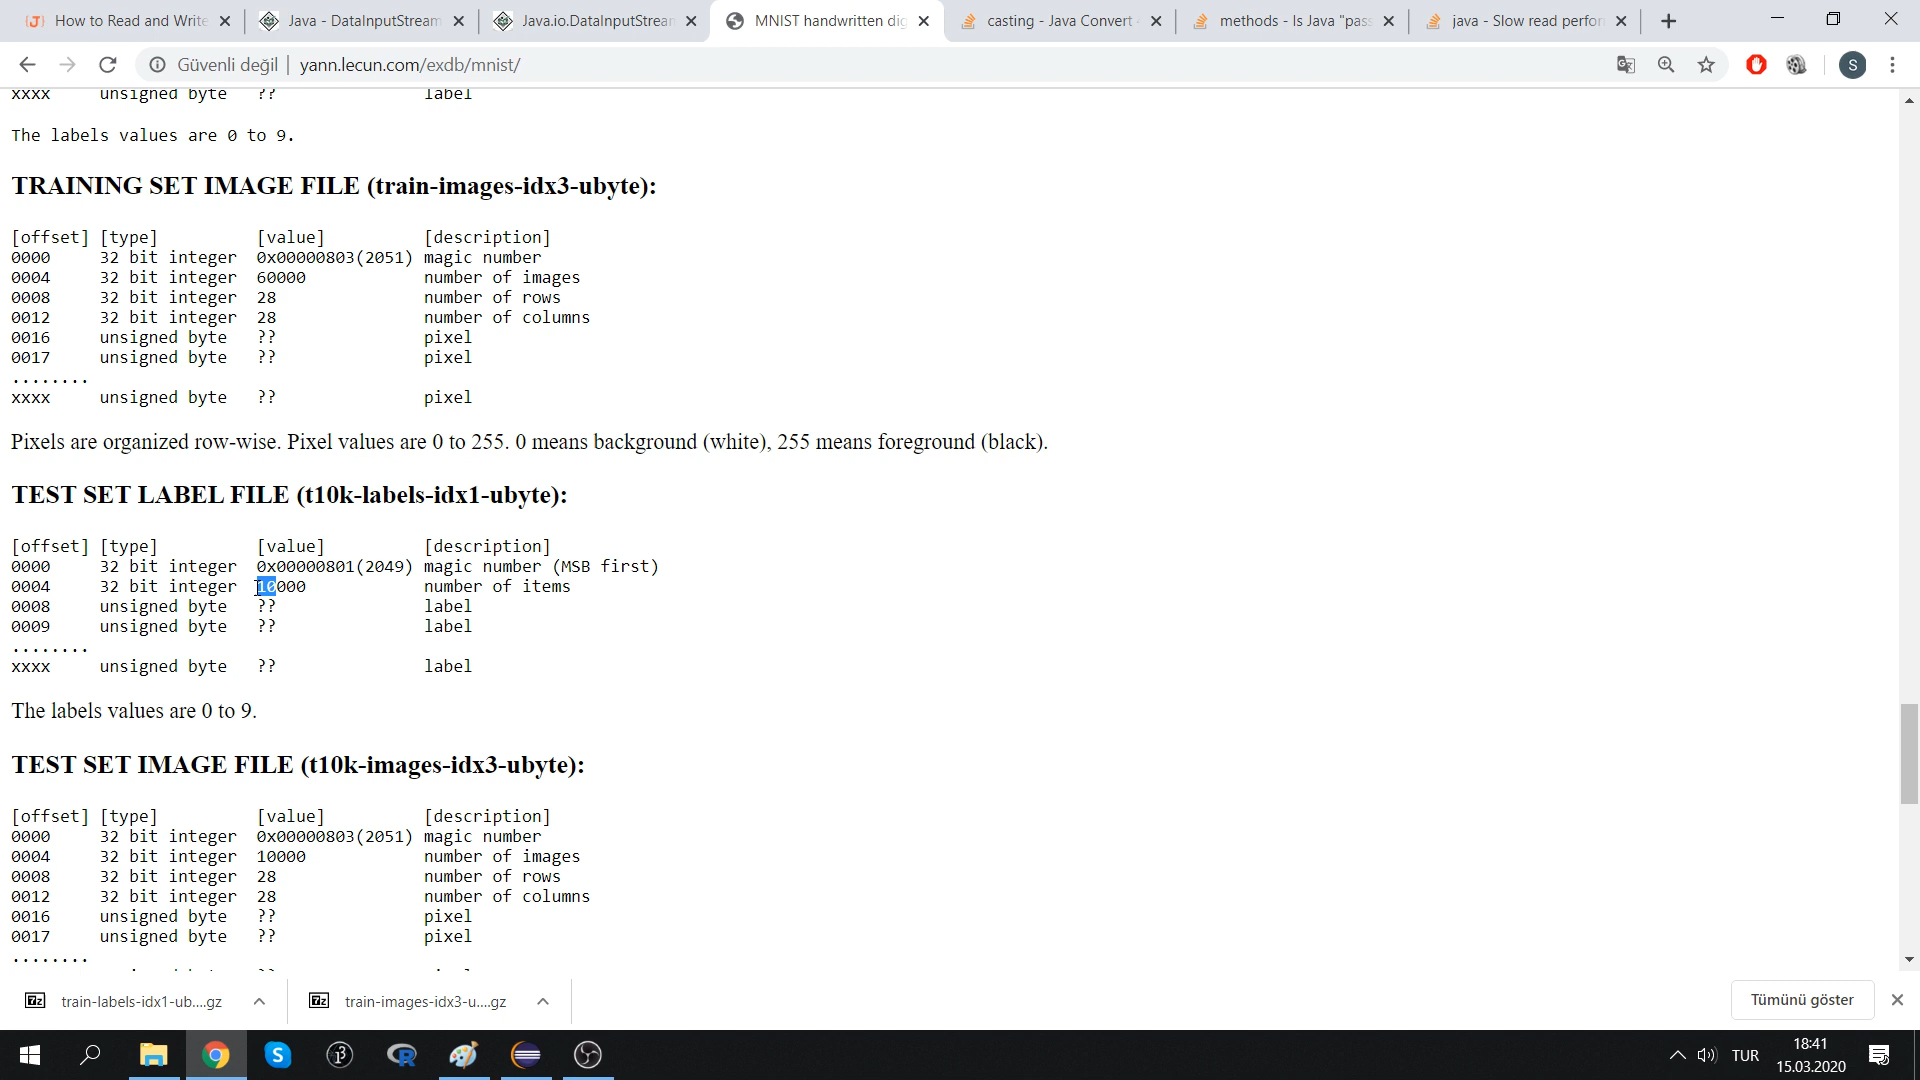 How to Read and Write
Java - DataInputStream
Java.io.DataInputStrea
MNIST handwritten dig
casting - Java Convert
methods - Is Java "pas
java - Slow read perfor
Güvenli değil | yann.lecun.com/exdb/mnist/
S
xxxx unsigned byte ?? label
The labels values are 0 to 9.
TRAINING SET IMAGE FILE (train-images-idx3-ubyte):
[offset] [type] [value] [description]
0000 32 bit integer 0x00000803(2051) magic number
0004 32 bit integer 60000 number of images
0008 32 bit integer 28 number of rows
0012 32 bit integer 28 number of columns
0016 unsigned byte ?? pixel
0017 unsigned byte ?? pixel
........
xxxx unsigned byte ?? pixel
Pixels are organized row-wise. Pixel values are 0 to 255. 0 means background (white), 255 means foreground (black).
TEST SET LABEL FILE (t10k-labels-idx1-ubyte):
[offset] [type] [value] [description]
0000 32 bit integer 0x00000801(2049) magic number (MSB first)
0004 32 bit integer 10000 number of items
0008 unsigned byte ?? label
0009 unsigned byte ?? label
........
xxxx unsigned byte ?? label
The labels values are 0 to 9.
TEST SET IMAGE FILE (t10k-images-idx3-ubyte):
[offset] [type] [value] [description]
0000 32 bit integer 0x00000803(2051) magic number
0004 32 bit integer 10000 number of images
0008 32 bit integer 28 number of rows
0012 32 bit integer 28 number of columns
0016 unsigned byte ?? pixel
0017 unsigned byte ?? pixel
........
train-labels-idx1-ub....gz
train-images-idx3-u....gz
Tümünü göster
TUR
18:41
15.03.2020